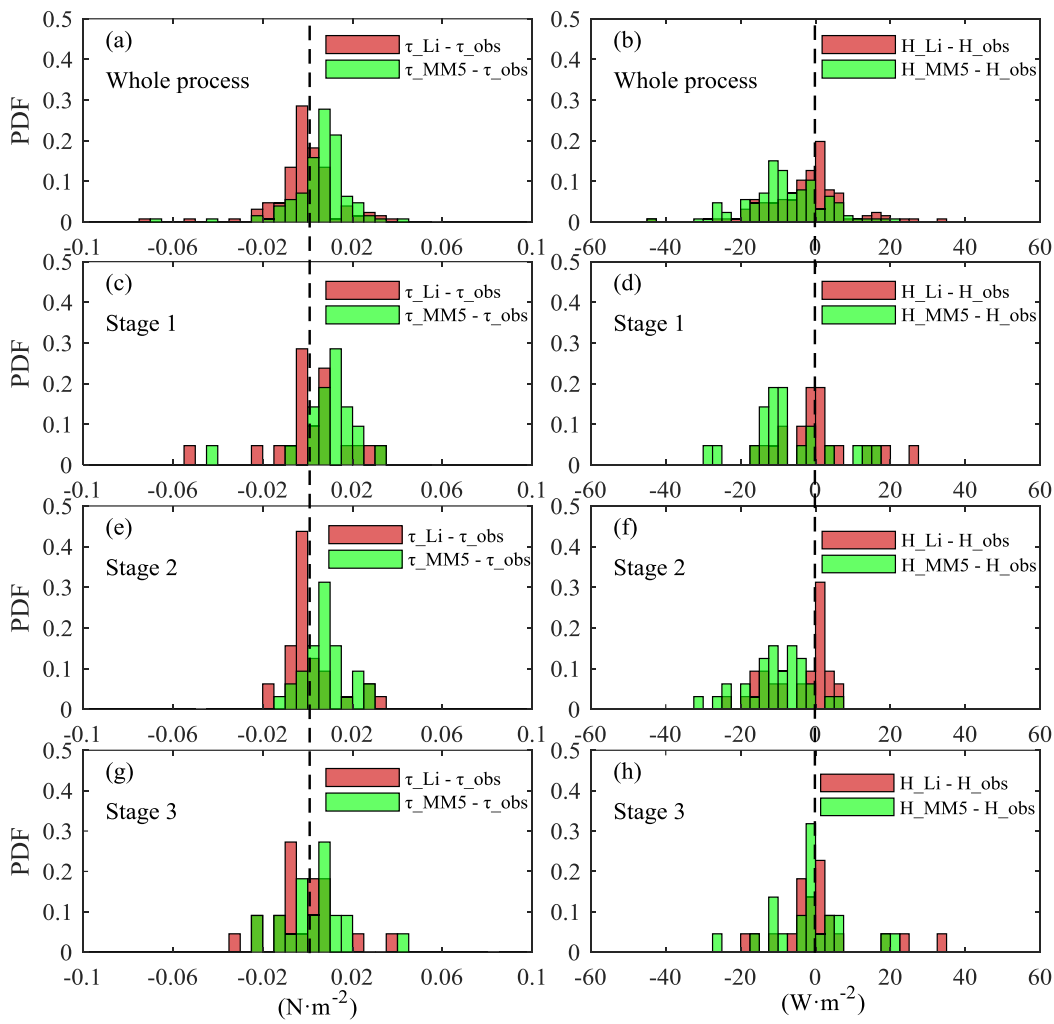 (a)
τ_Li - τ_obs
τ_MM5 - τ_obs
Whole process
PDF
0.5
0.4
0.3
0.2
0.1
0
-0.1 -0.06 -0.02 0.02 0.06 0.1
(b)
H_Li - H_obs
H_MM5 - H_obs
Whole process
0.5
0.4
0.3
0.2
0.1
0
-60 -40 -20 0 20 40 60
(c)
τ_Li - τ_obs
τ_MM5 - τ_obs
Stage 1
PDF
0.5
0.4
0.3
0.2
0.1
0
-0.1 -0.06 -0.02 0.02 0.06 0.1
(d)
H_Li - H_obs
H_MM5 - H_obs
Stage 1
0.5
0.4
0.3
0.2
0.1
0
-60 -40 -20 0 20 40 60
(e)
τ_Li - τ_obs
τ_MM5 - τ_obs
Stage 2
PDF
0.5
0.4
0.3
0.2
0.1
0
-0.1 -0.06 -0.02 0.02 0.06 0.1
(f)
H_Li - H_obs
H_MM5 - H_obs
Stage 2
0.5
0.4
0.3
0.2
0.1
0
-60 -40 -20 0 20 40 60
(g)
τ_Li - τ_obs
τ_MM5 - τ_obs
Stage 3
PDF
0.5
0.4
0.3
0.2
0.1
0
-0.1 -0.06 -0.02 0.02 0.06 0.1
(N·m⁻²)
(h)
H_Li - H_obs
H_MM5 - H_obs
Stage 3
0.5
0.4
0.3
0.2
0.1
0
-60 -40 -20 0 20 40 60
(W·m⁻²)